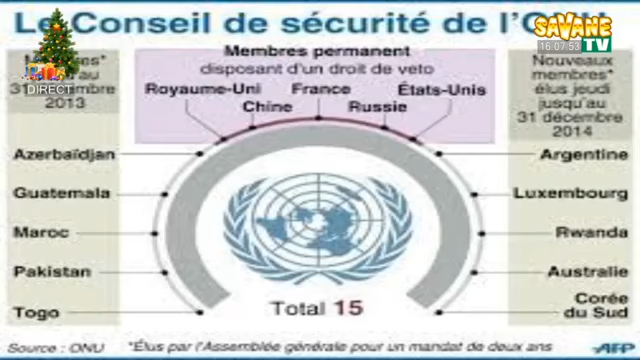 Le Conseil de sécurité de l'
SAVANE
TV
16:07:53
DIRECT
Membres permanent
disposant d'un droit de veto
Royaume-Uni
Chine
France
Russie
États-Unis
31
2013
Azerbaïdjan
Guatemala
Maroc
Pakistan
Togo
Nouveaux
membres*
élus jeudi
jusqu'au
31 décembre
2014
Argentine
Luxembourg
Rwanda
Australie
Corée
du Sud
Total 15
Source : ONU
*Élus par l'Assemblée générale pour un mandat de deux ans
AFP